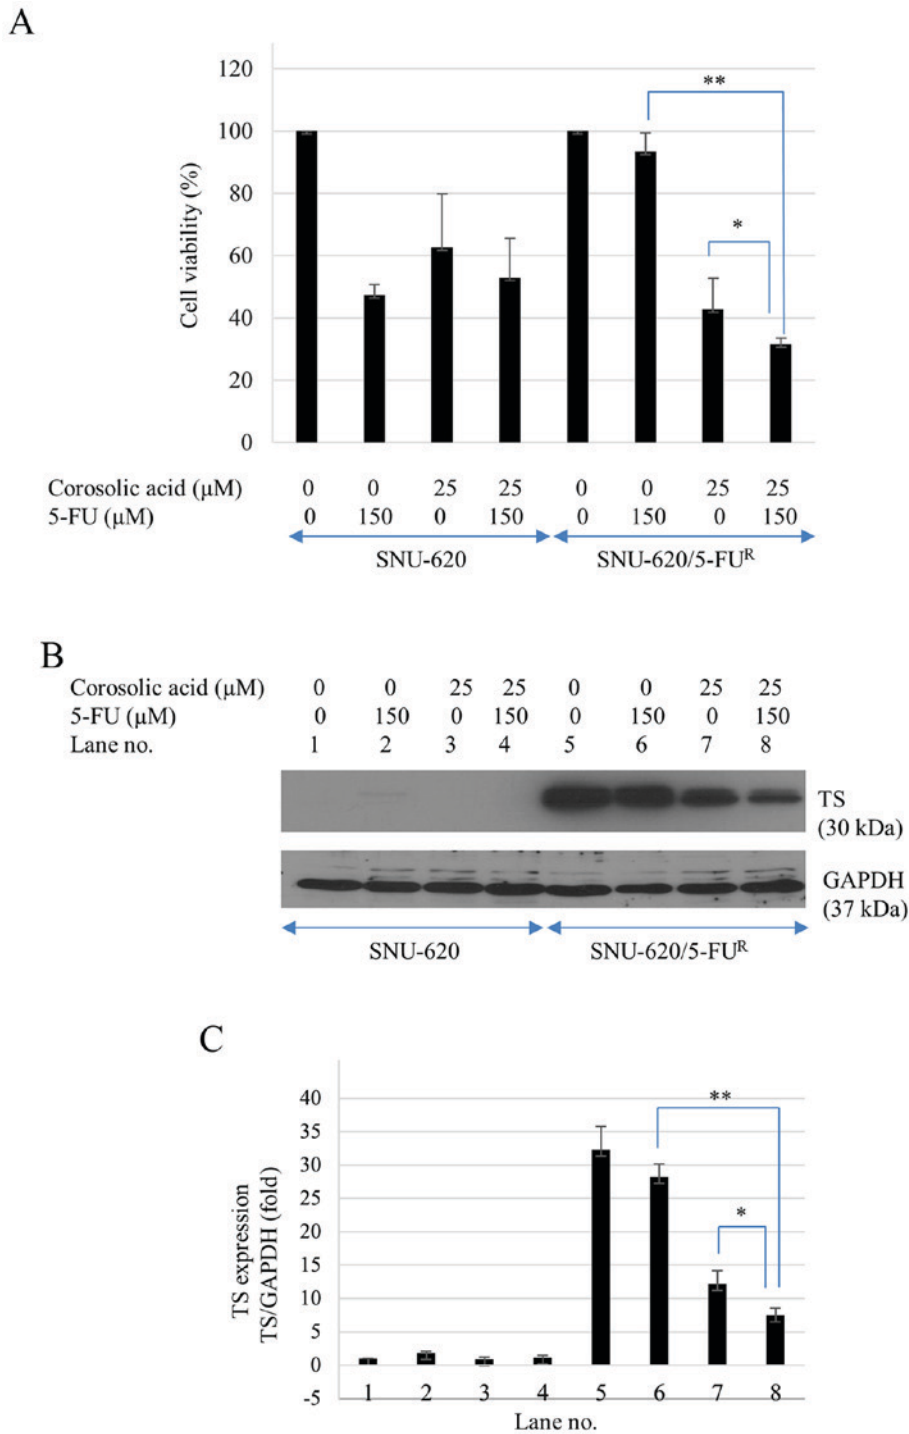 A
120
100
80
60
40
20
0
Cell viability (%)
**
*
Corosolic acid (μM) 0 0 25 25 0 0 25 25
5-FU (μM) 0 150 0 150 0 150 0 150
SNU-620 SNU-620/5-FUᴿ
B
Corosolic acid (μM) 0 0 25 25 0 0 25 25
5-FU (μM) 0 150 0 150 0 150 0 150
Lane no. 1 2 3 4 5 6 7 8
TS
(30 kDa)
GAPDH
(37 kDa)
SNU-620 SNU-620/5-FUᴿ
C
40
35
30
25
20
15
10
5
0
-5
TS expression
TS/GAPDH (fold)
**
*
1 2 3 4 5 6 7 8
Lane no.